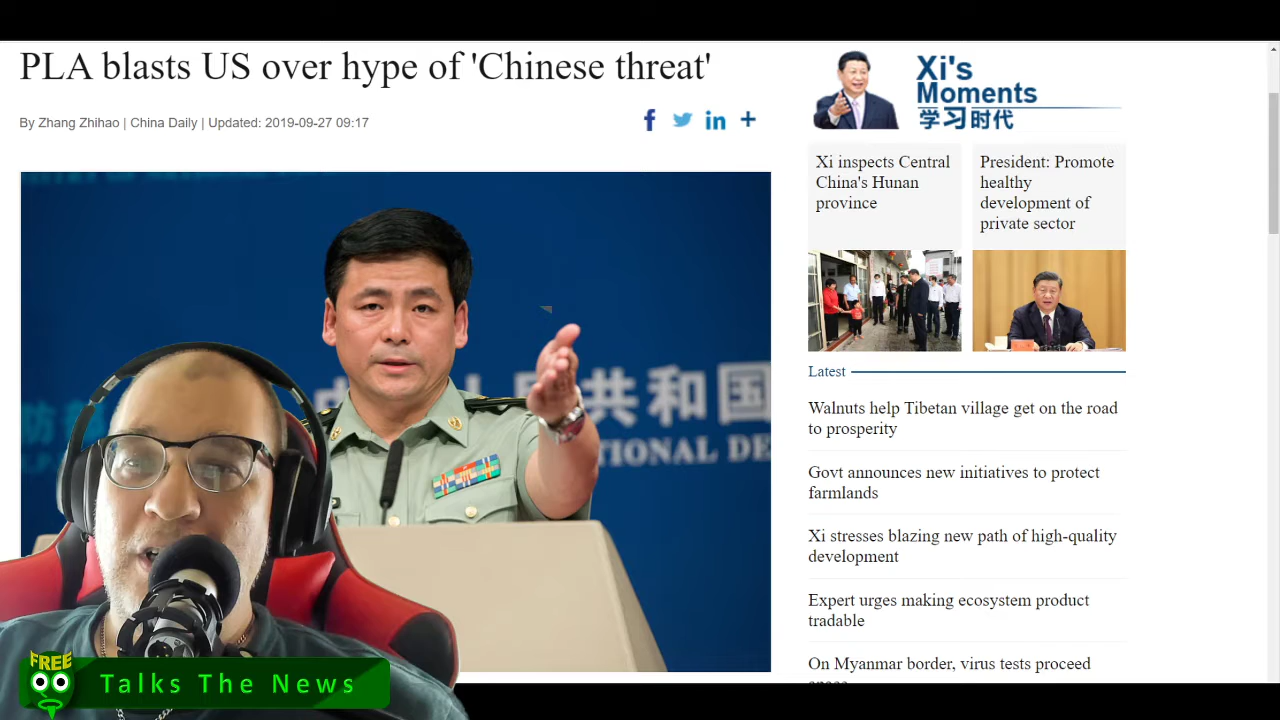 PLA blasts US over hype of 'Chinese threat'
By Zhang Zhihao | China Daily | Updated: 2019-09-27 09:17
共和国
TIONAL DE
Xi's
Moments
学习时代
Xi inspects Central
China's Hunan
province
President: Promote
healthy
development of
private sector
Latest
Walnuts help Tibetan village get on the road
to prosperity
Govt announces new initiatives to protect
farmlands
Xi stresses blazing new path of high-quality
development
Expert urges making ecosystem product
tradable
On Myanmar border, virus tests proceed
FREE
Talks The News